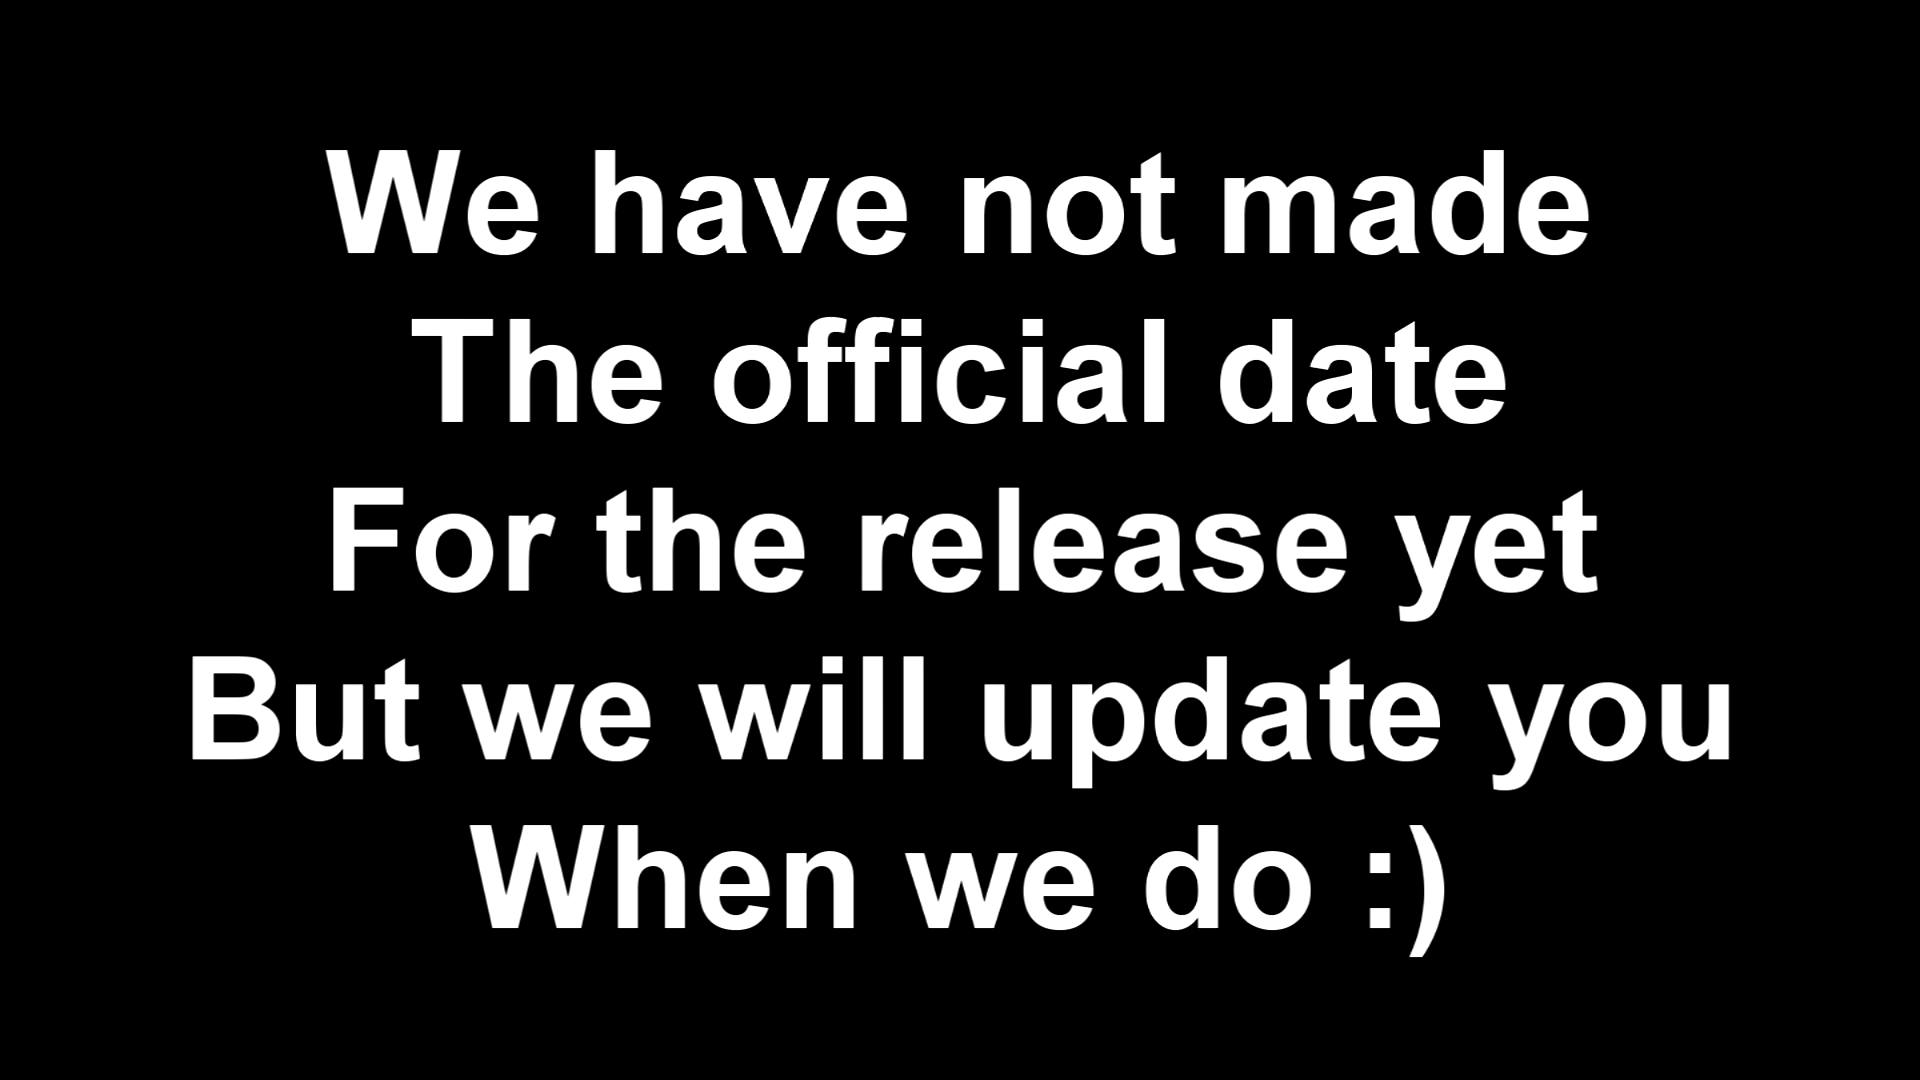 We have not made
The official date
For the release yet
But we will update you
When we do :)